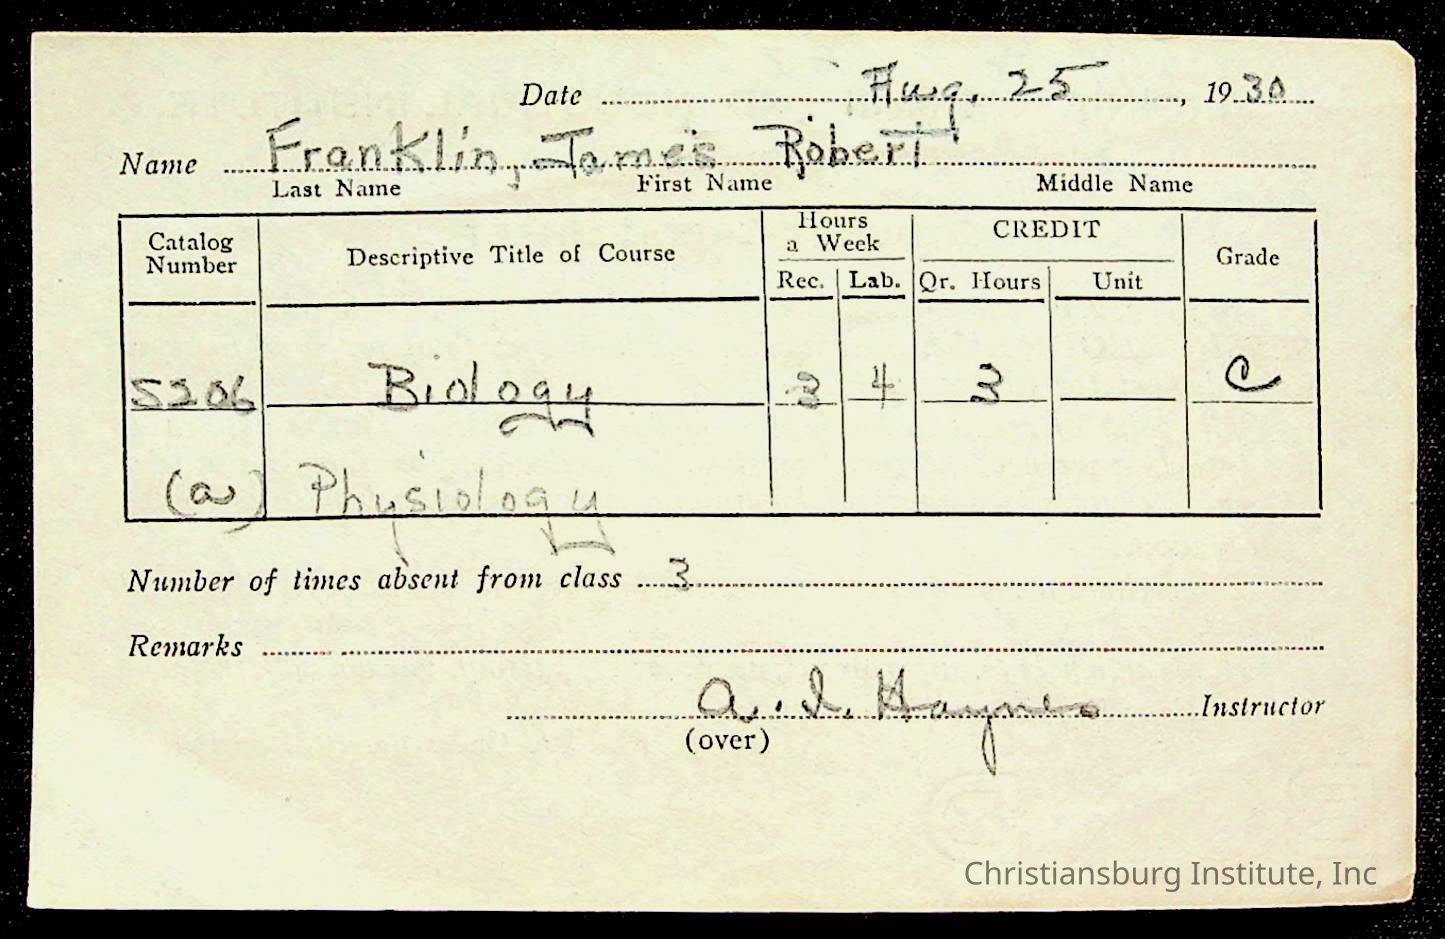 Date Aug. 25, 1930
Name Franklin, James Robert
Last Name First Name Middle Name
Catalog Number Descriptive Title of Course Hours a Week CREDIT Grade
Rec. Lab. Qr. Hours Unit
S206 Biology 3 4 3 C
(a) Physiology
Number of times absent from class 3
Remarks
A. I. Haynes Instructor
(over)
Christiansburg Institute, Inc